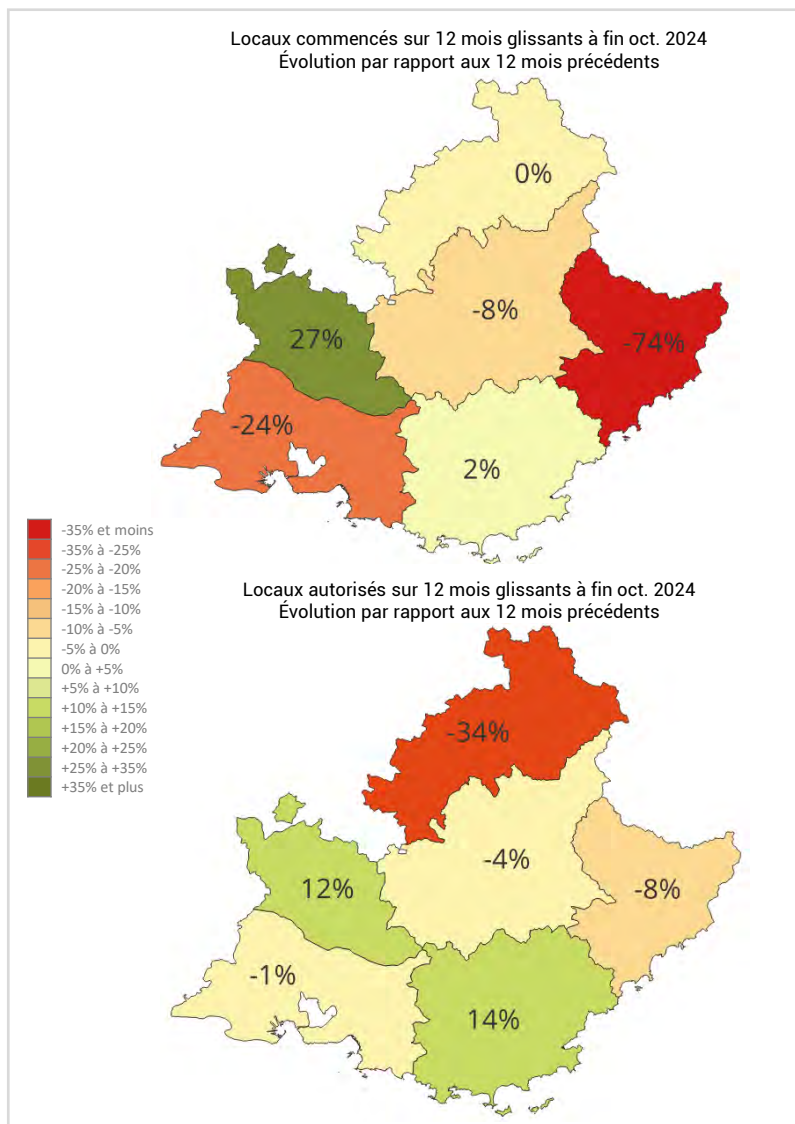 Locaux commencés sur 12 mois glissants à fin oct. 2024
Évolution par rapport aux 12 mois précédents
0%
-8%
27%
-74%
-24%
2%
-35% et moins
-35% à -25%
-25% à -20%
-20% à -15%
-15% à -10%
-10% à -5%
-5% à 0%
0% à +5%
+5% à +10%
+10% à +15%
+15% à +20%
+20% à +25%
+25% à +35%
+35% et plus
Locaux autorisés sur 12 mois glissants à fin oct. 2024
Évolution par rapport aux 12 mois précédents
-34%
-4%
12%
-8%
-1%
14%